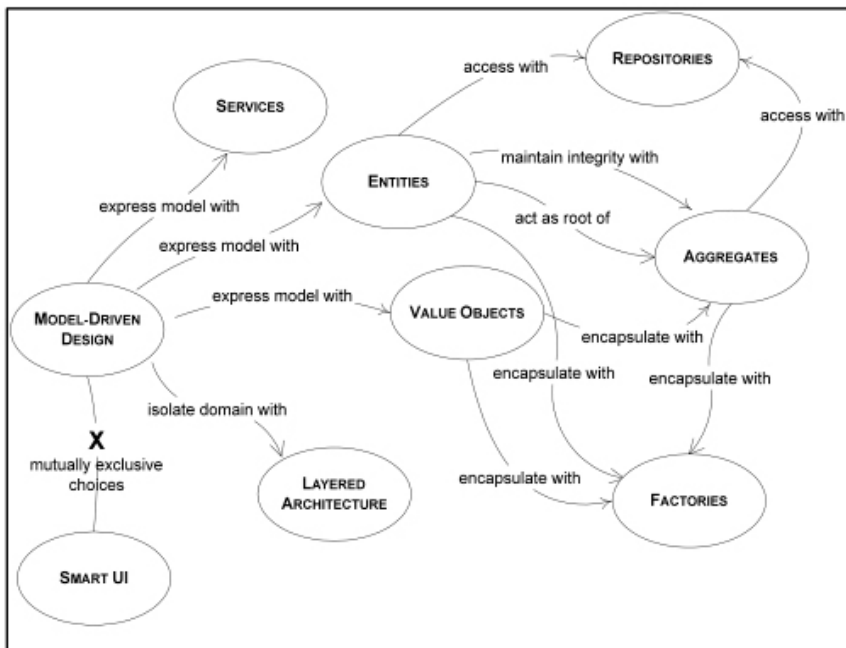 REPOSITORIES
access with
SERVICES
access with
maintain integrity with
ENTITIES
express model with
act as root of
express model with
AGGREGATES
express model with
VALUE OBJECTS
MODEL-DRIVEN
DESIGN
encapsulate with
encapsulate with
encapsulate with
isolate domain with
X
mutually exclusive
choices
encapsulate with
LAYERED
ARCHITECTURE
FACTORIES
SMART UI